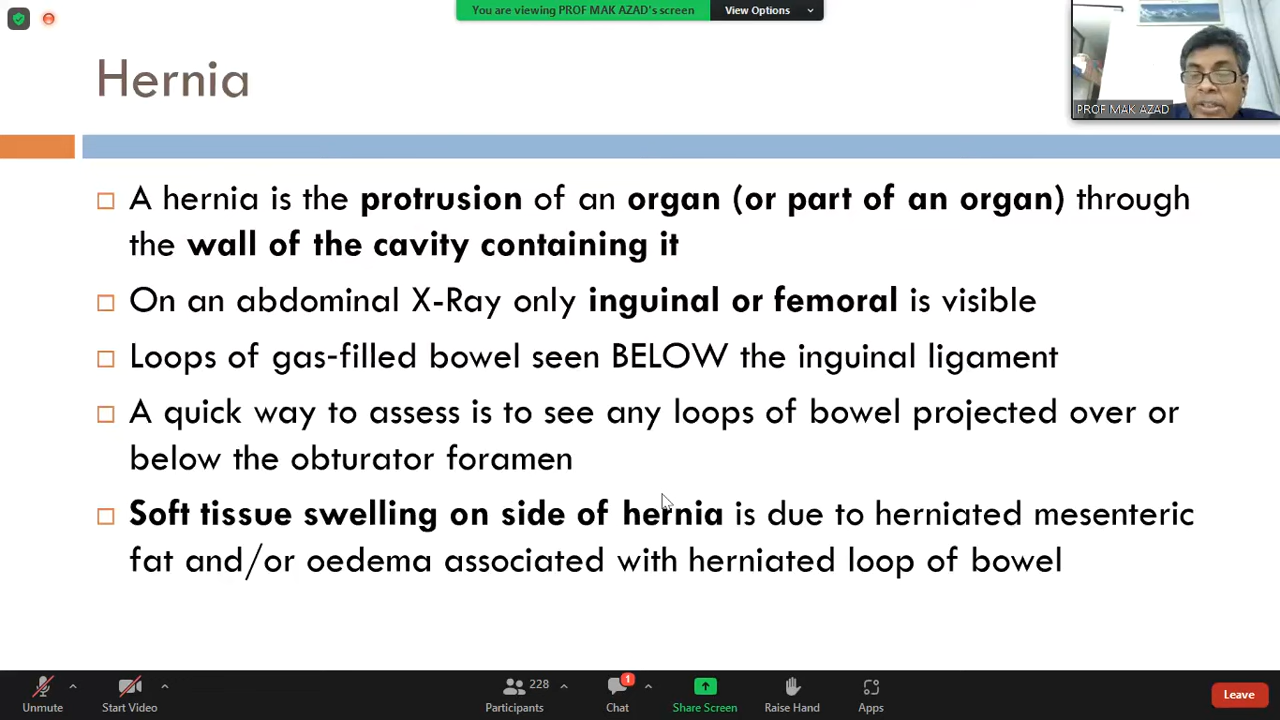 You are viewing PROF MAK AZAD's screen
View Options
Hernia
PROF MAK AZAD
A hernia is the protrusion of an organ (or part of an organ) through
the wall of the cavity containing it
On an abdominal X-Ray only inguinal or femoral is visible
Loops of gas-filled bowel seen BELOW the inguinal ligament
A quick way to assess is to see any loops of bowel projected over or
below the obturator foramen
Soft tissue swelling on side of hernia is due to herniated mesenteric
fat and/or oedema associated with herniated loop of bowel
228
1
Unmute
Start Video
Participants
Chat
Share Screen
Raise Hand
Apps
Leave